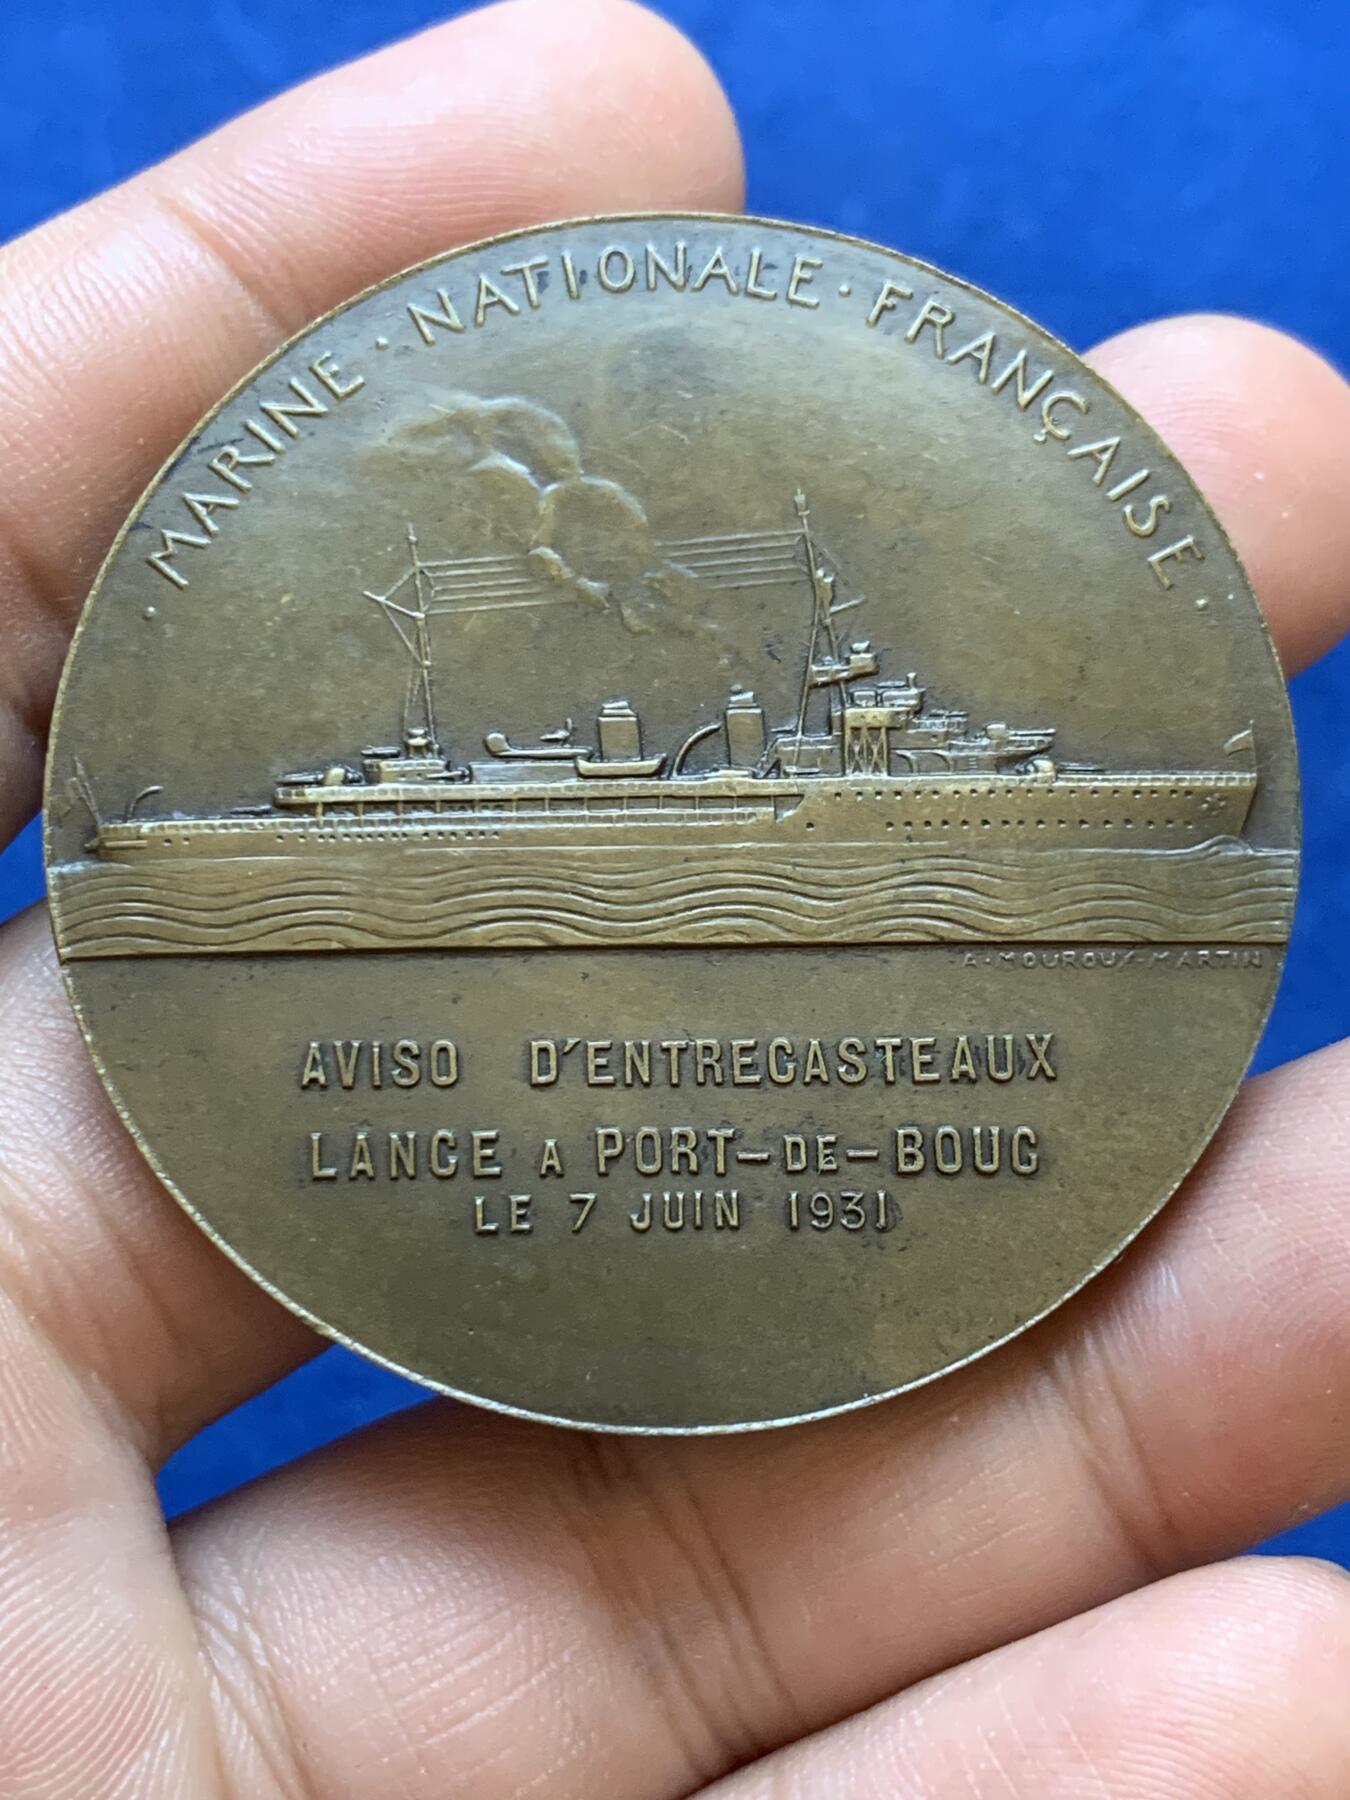 · MARINE · NATIONALE · FRANÇAISE ·
A·MOUROUX-MARTIN
AVISO D'ENTRECASTEAUX
LANCE A PORT-DE-BOUC
LE 7 JUIN 1931